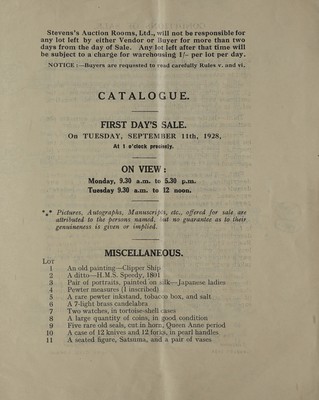 Stevens's Auction Rooms, Ltd., will not be responsible for
any lot left by either Vendor or Buyer for more than two
days from the day of Sale. Any lot left after that time will
be subject to a charge for warehousing 1/- per lot per day.
NOTICE :—Buyers are requested to read carefully Rules v. and vi.
CATALOGUE.
FIRST DAY'S SALE.
On TUESDAY, SEPTEMBER 11th, 1928,
At 1 o'clock precisely.
ON VIEW:
Monday, 9.30 a.m. to 5.30 p.m.
Tuesday 9.30 a.m. to 12 noon.
*** Pictures, Autographs, Manuscripts, etc., offered for sale are
attributed to the persons named, but no guarantee as to their
genuineness is given or implied.
MISCELLANEOUS.
Lot
1 An old painting—Clipper Ship
2 A ditto—H.M.S. Speedy, 1801
3 Pair of portraits, painted on silk—Japanese ladies
4 Pewter measures (1 inscribed)
5 A rare pewter inkstand, tobacco box, and salt
6 A 7-light brass candelabra
7 Two watches, in tortoise-shell cases
8 A large quantity of coins, in good condition
9 Five rare old seals, cut in horn, Queen Anne period
10 A case of 12 knives and 12 forks, in pearl handles
11 A seated figure, Satsuma, and a pair of vases